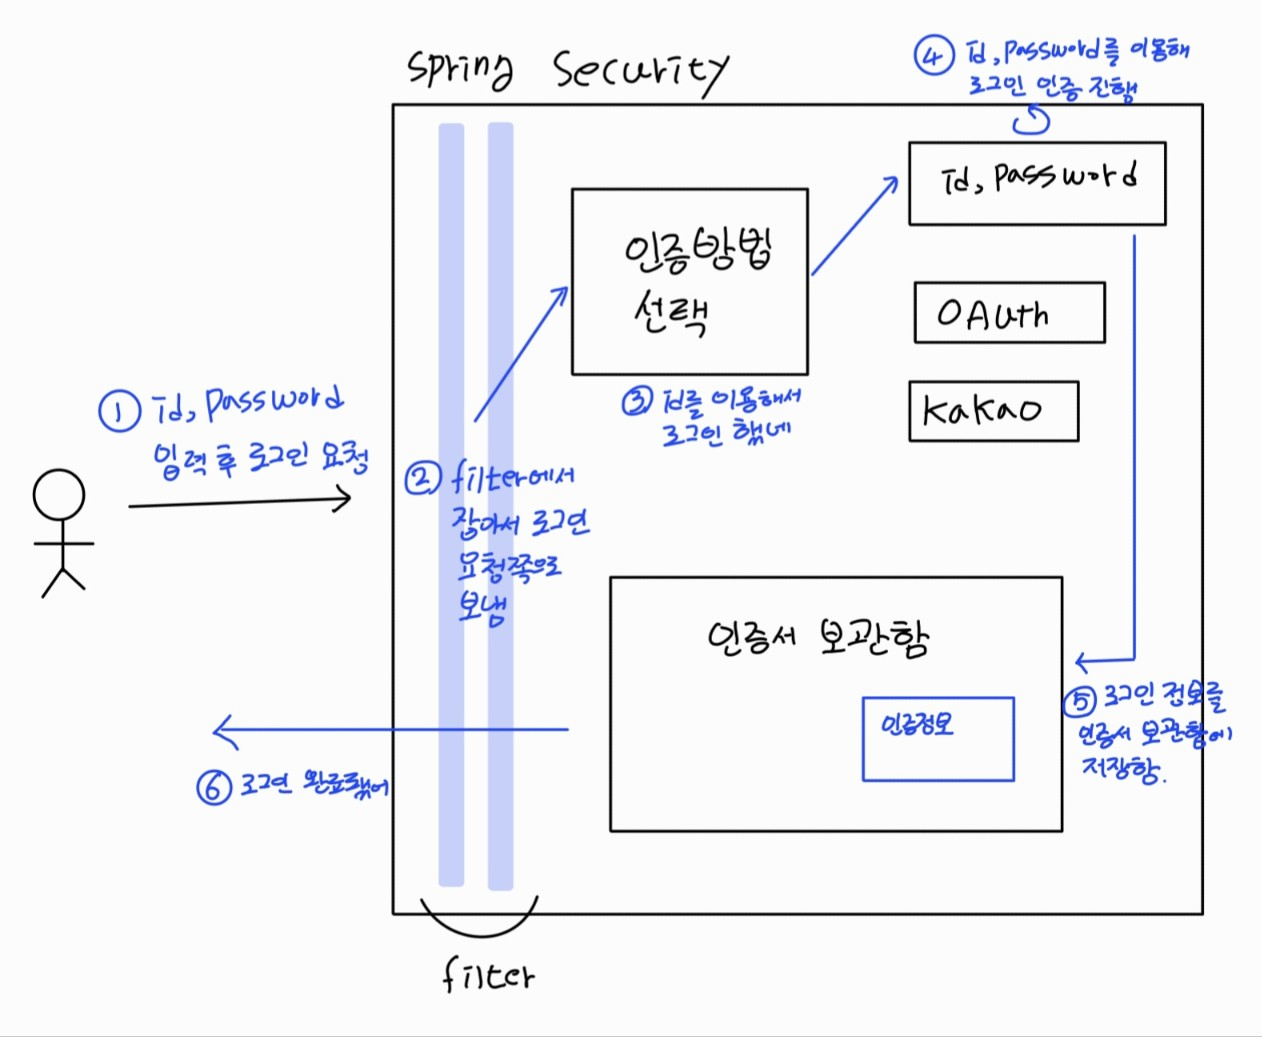 Spring Security
④ Id, Password를 이용해
로그인 인증 진행
Id, Password
인증방법
선택
OAuth
③ Id를 이용해서
로그인 했네
KaKao
① Id, Password
입력 후 로그인 요청
② filter에서
잡아서 로그인
요청쪽으로
보냄
인증서 보관함
인증정보
⑤ 로그인 정보를
인증서 보관함에
저장함.
⑥ 로그인 완료됐어
filter